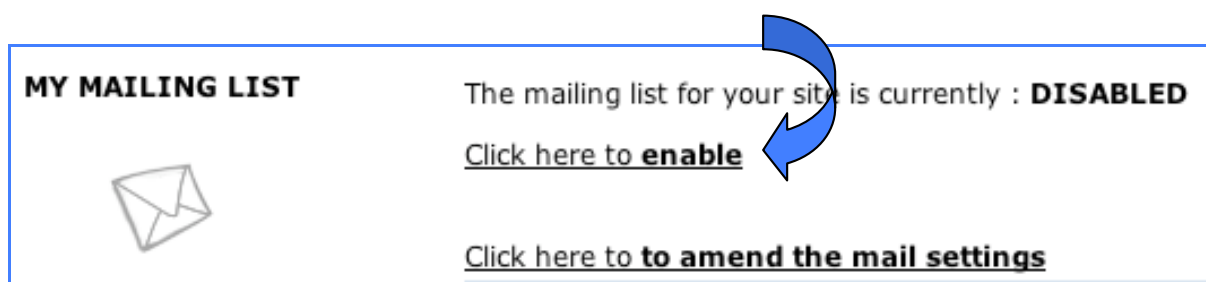 MY MAILING LIST
The mailing list for your site is currently : DISABLED
Click here to enable
Click here to to amend the mail settings